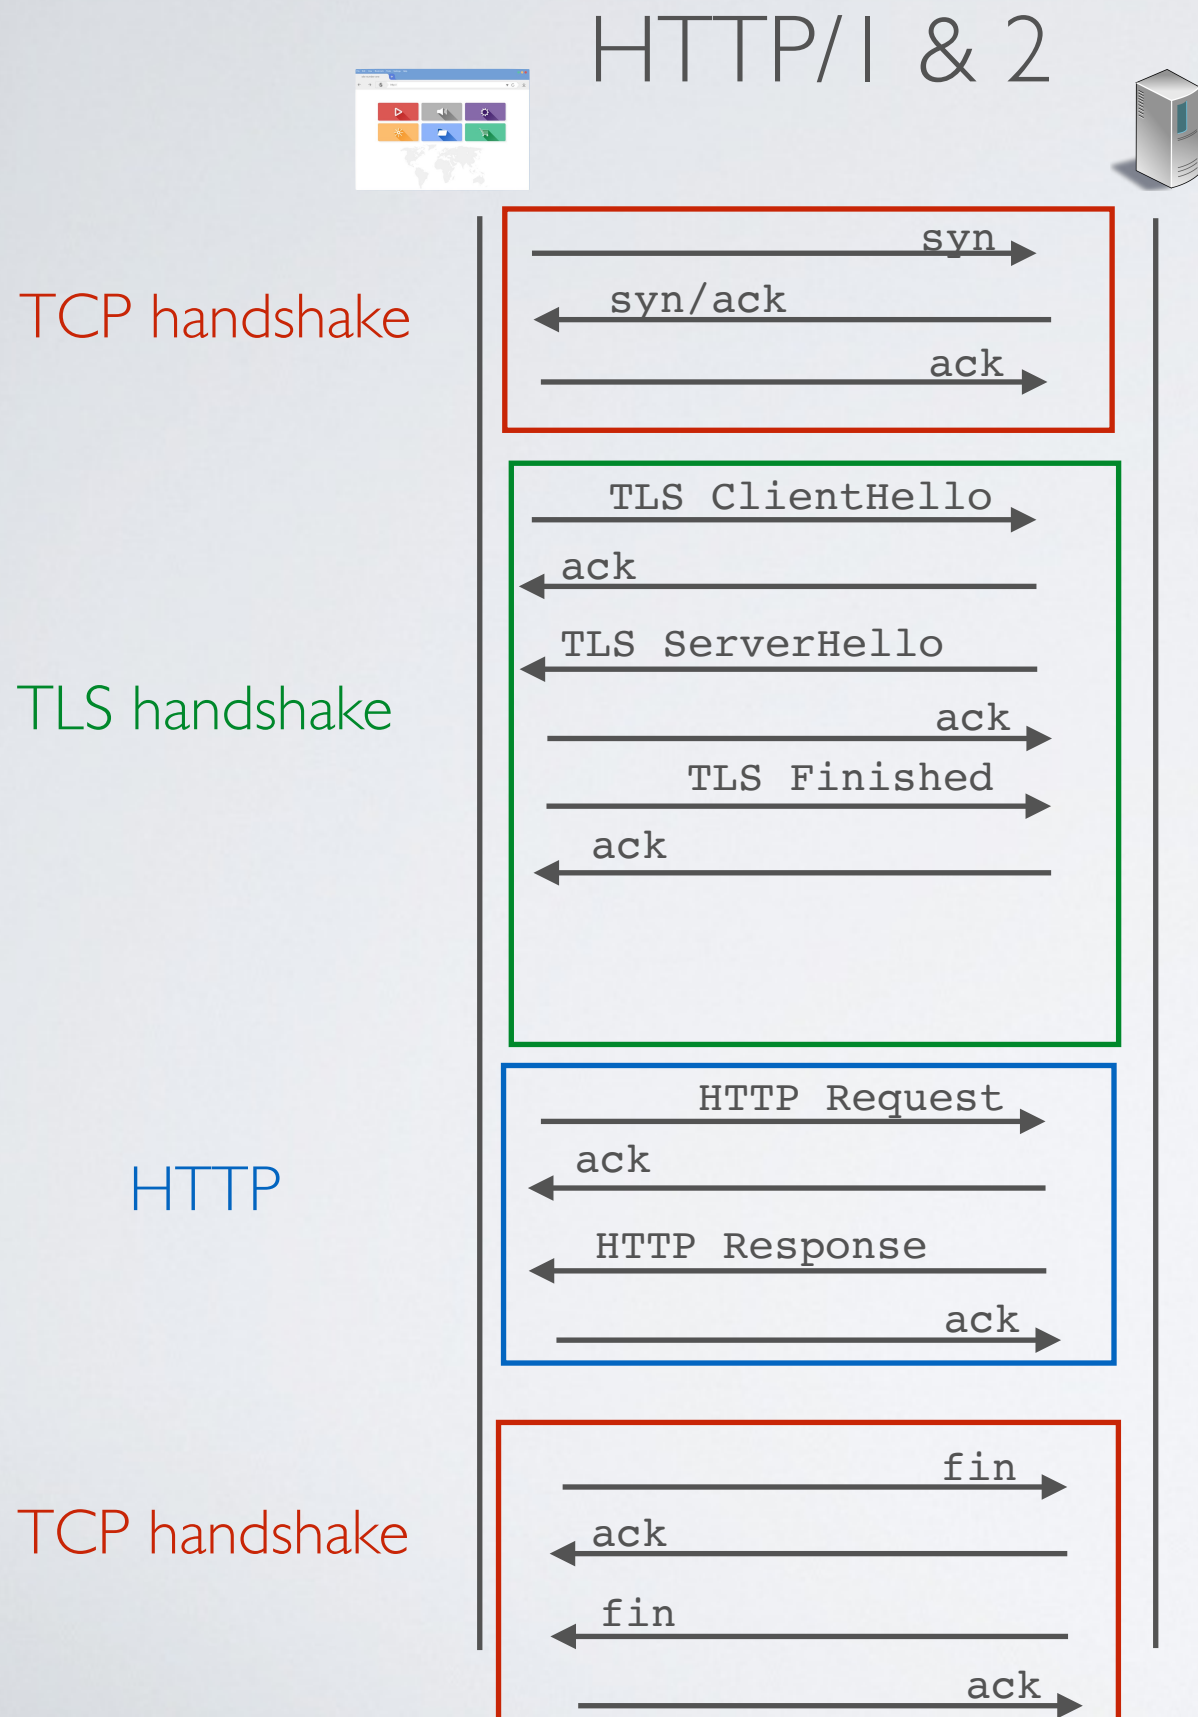 HTTP/1 & 2
TCP handshake
syn
syn/ack
ack
TLS handshake
TLS ClientHello
ack
TLS ServerHello
ack
TLS Finished
ack
HTTP
HTTP Request
ack
HTTP Response
ack
TCP handshake
fin
ack
fin
ack